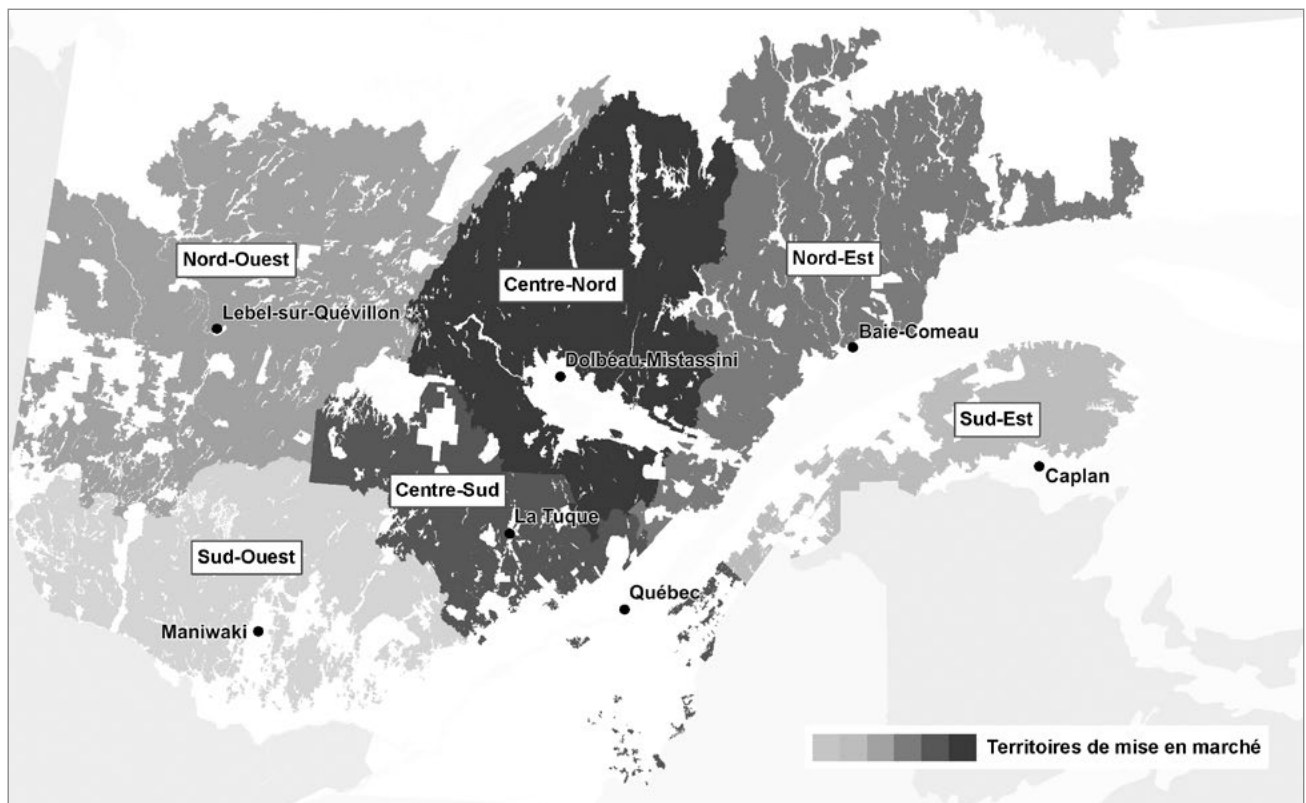 Nord-Ouest
Nord-Est
Centre-Nord
Lebel-sur-Quévillon
Baie-Comeau
Dolbeau-Mistassini
Sud-Est
Caplan
Centre-Sud
La Tuque
Sud-Ouest
Québec
Maniwaki
Territoires de mise en marché